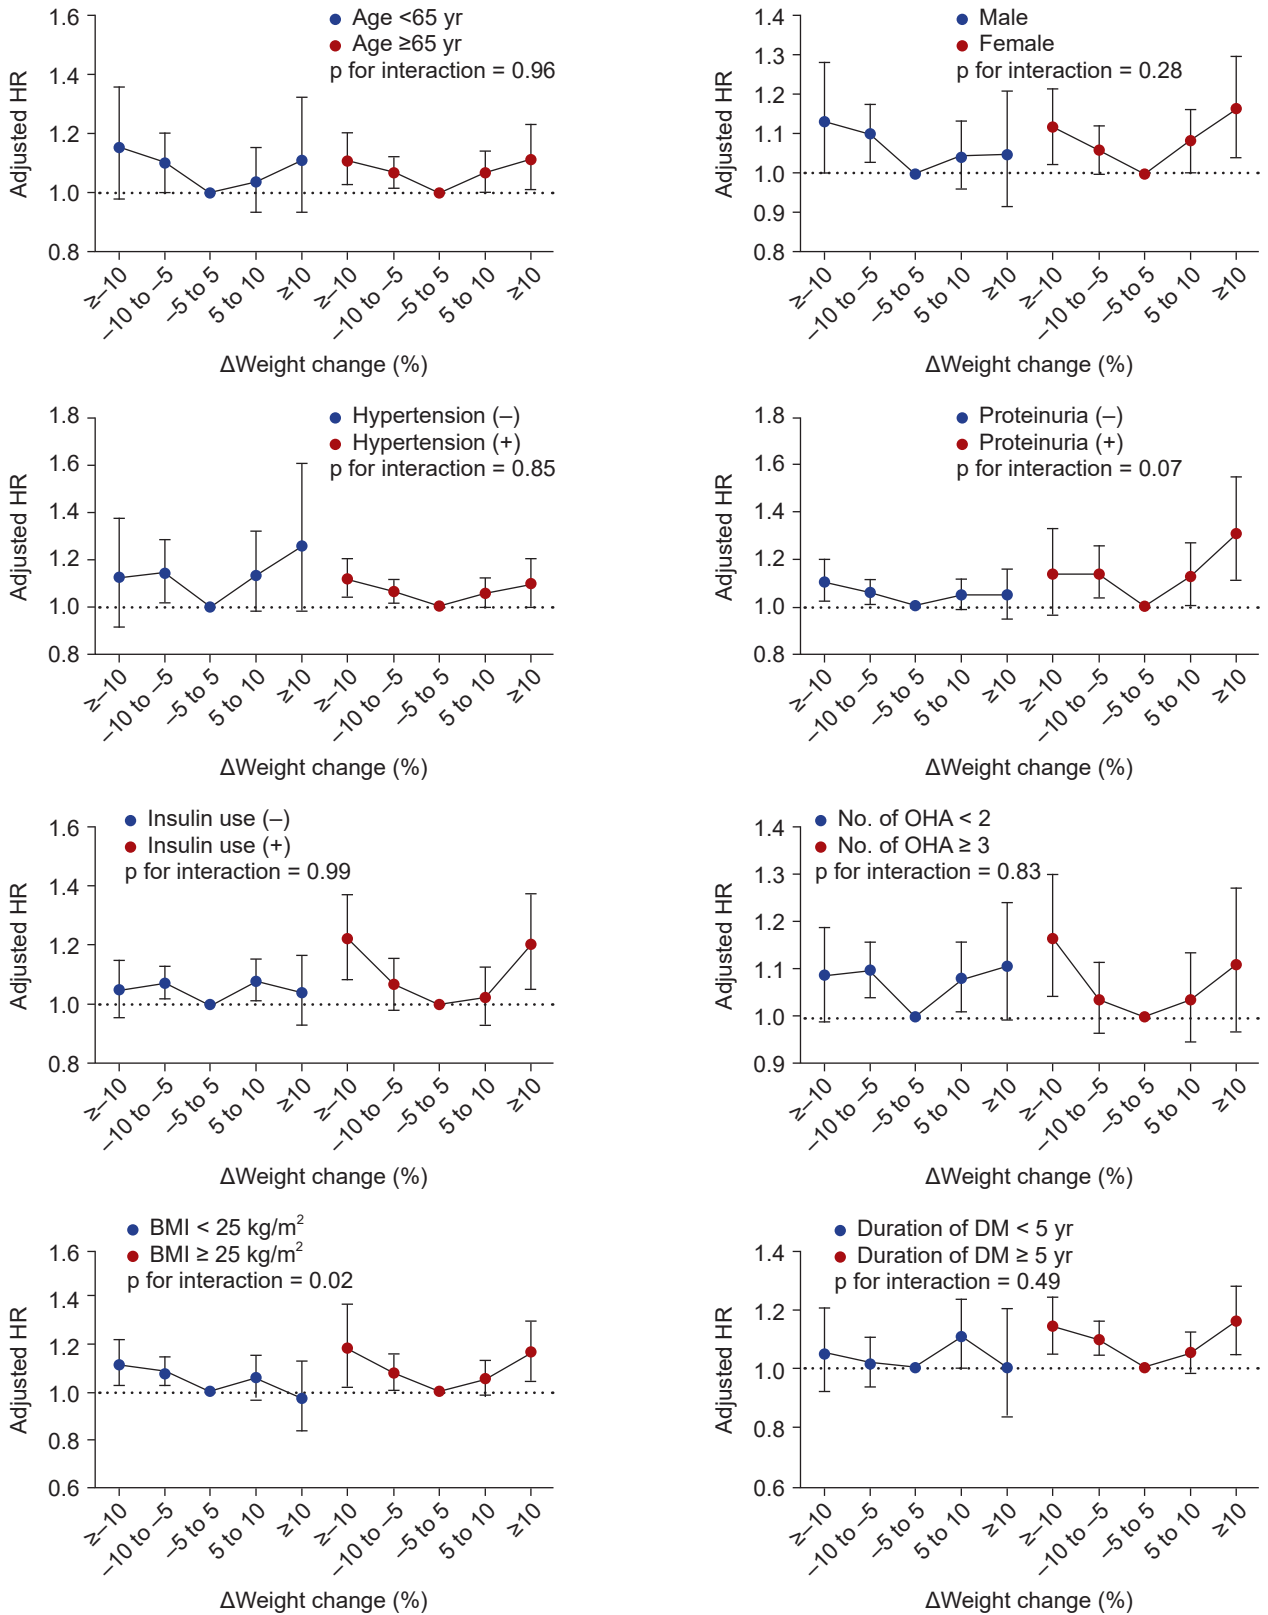 1.6
1.4
1.2
1.0
0.8
Adjusted HR
Age <65 yr
Age ≥65 yr
p for interaction = 0.96
≥–10
–10 to –5
–5 to 5
5 to 10
≥10
≥–10
–10 to –5
–5 to 5
5 to 10
≥10
ΔWeight change (%)
1.4
1.3
1.2
1.1
1.0
0.9
0.8
Adjusted HR
Male
Female
p for interaction = 0.28
≥–10
–10 to –5
–5 to 5
5 to 10
≥10
≥–10
–10 to –5
–5 to 5
5 to 10
≥10
ΔWeight change (%)
1.8
1.6
1.4
1.2
1.0
0.8
Adjusted HR
Hypertension (–)
Hypertension (+)
p for interaction = 0.85
≥–10
–10 to –5
–5 to 5
5 to 10
≥10
≥–10
–10 to –5
–5 to 5
5 to 10
≥10
ΔWeight change (%)
1.8
1.6
1.4
1.2
1.0
0.8
Adjusted HR
Proteinuria (–)
Proteinuria (+)
p for interaction = 0.07
≥–10
–10 to –5
–5 to 5
5 to 10
≥10
≥–10
–10 to –5
–5 to 5
5 to 10
≥10
ΔWeight change (%)
1.6
1.4
1.2
1.0
0.8
Adjusted HR
Insulin use (–)
Insulin use (+)
p for interaction = 0.99
≥–10
–10 to –5
–5 to 5
5 to 10
≥10
≥–10
–10 to –5
–5 to 5
5 to 10
≥10
ΔWeight change (%)
1.4
1.3
1.2
1.1
1.0
0.9
Adjusted HR
No. of OHA < 2
No. of OHA ≥ 3
p for interaction = 0.83
≥–10
–10 to –5
–5 to 5
5 to 10
≥10
≥–10
–10 to –5
–5 to 5
5 to 10
≥10
ΔWeight change (%)
1.6
1.4
1.2
1.0
0.8
0.6
Adjusted HR
BMI < 25 kg/m²
BMI ≥ 25 kg/m²
p for interaction = 0.02
≥–10
–10 to –5
–5 to 5
5 to 10
≥10
≥–10
–10 to –5
–5 to 5
5 to 10
≥10
ΔWeight change (%)
1.4
1.2
1.0
0.8
0.6
Adjusted HR
Duration of DM < 5 yr
Duration of DM ≥ 5 yr
p for interaction = 0.49
≥–10
–10 to –5
–5 to 5
5 to 10
≥10
≥–10
–10 to –5
–5 to 5
5 to 10
≥10
ΔWeight change (%)